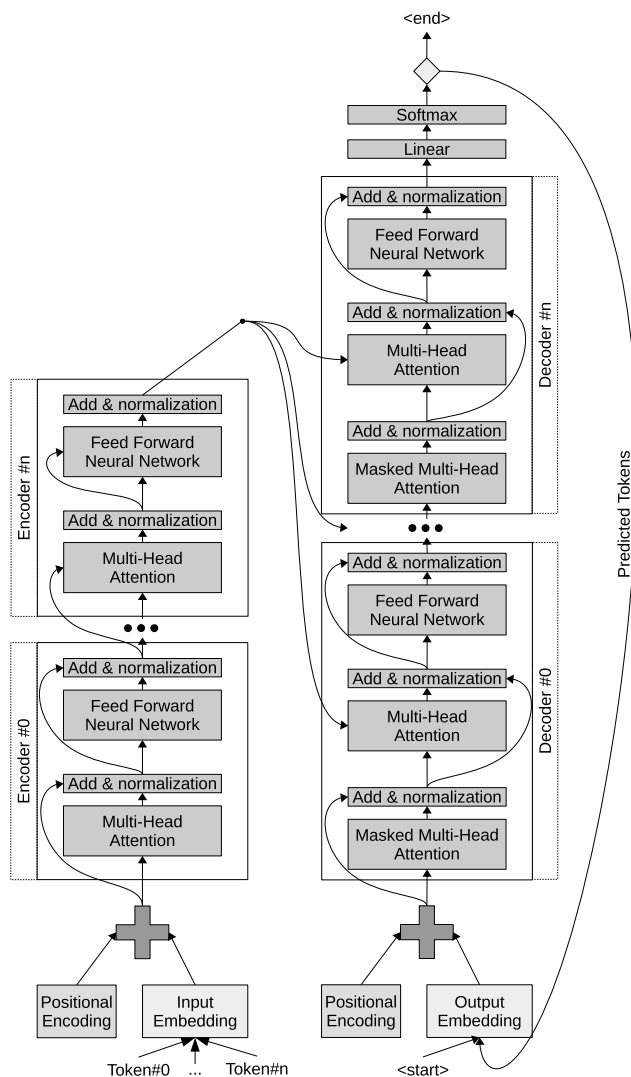 <end>
Softmax
Linear
Add & normalization
Feed Forward
Neural Network
Add & normalization
Multi-Head
Attention
Add & normalization
Masked Multi-Head
Attention
Decoder #n
Add & normalization
Feed Forward
Neural Network
Add & normalization
Multi-Head
Attention
Encoder #n
Predicted Tokens
Add & normalization
Feed Forward
Neural Network
Add & normalization
Multi-Head
Attention
Add & normalization
Masked Multi-Head
Attention
Decoder #0
Add & normalization
Feed Forward
Neural Network
Add & normalization
Multi-Head
Attention
Encoder #0
Positional
Encoding
Input
Embedding
Positional
Encoding
Output
Embedding
Token#0 ... Token#n
<start>